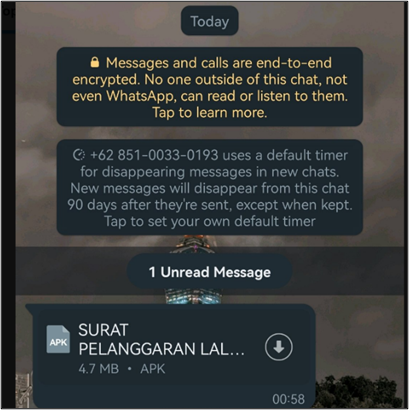 Today
Messages and calls are end-to-end
encrypted. No one outside of this chat, not
even WhatsApp, can read or listen to them.
Tap to learn more.
+62 851-0033-0193 uses a default timer
for disappearing messages in new chats.
New messages will disappear from this chat
90 days after they're sent, except when kept.
Tap to set your own default timer
1 Unread Message
APK
SURAT
PELANGGARAN LAL...
4.7 MB • APK
00:58